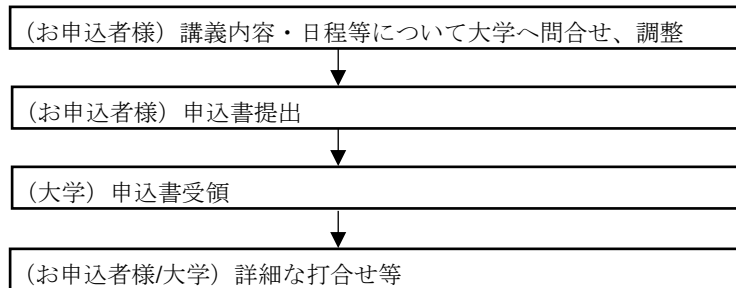 （お申込者様）講義内容・日程等について大学へ問合せ、調整
（お申込者様）申込書提出
（大学）申込書受領
（お申込者様/大学）詳細な打合せ等